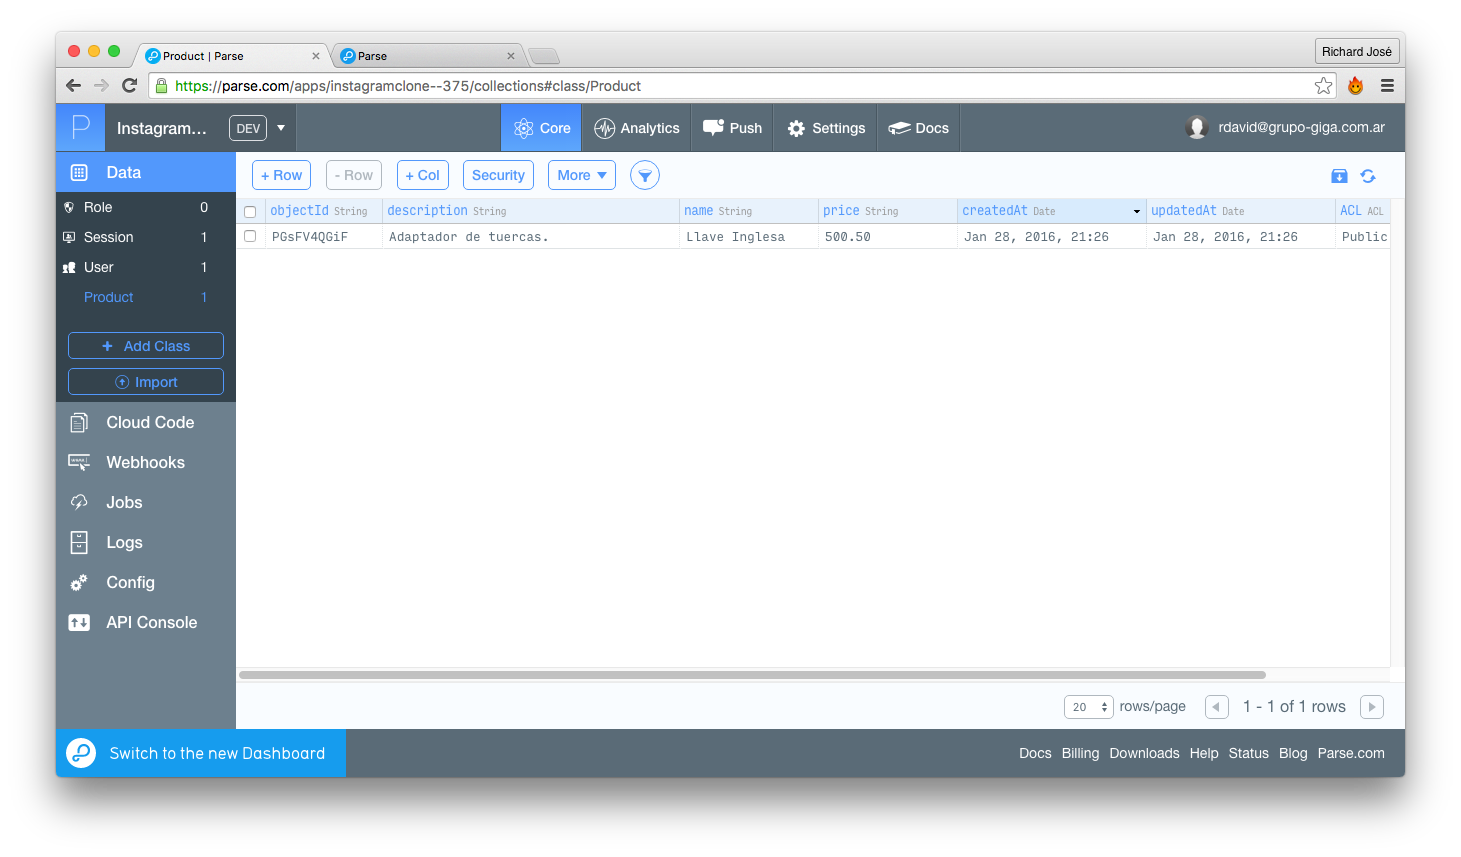 Product | Parse
Parse
Richard José
https://parse.com/apps/instagramclone--375/collections#class/Product
P Instagram... DEV
Core Analytics Push Settings Docs
rdavid@grupo-giga.com.ar
Data
Role 0
Session 1
User 1
Product 1
+ Add Class
Import
Cloud Code
Webhooks
Jobs
Logs
Config
API Console
+ Row - Row + Col Security More
objectId String description String name String price String createdAt Date updatedAt Date ACL ACL
PGsFV4QGiF Adaptador de tuercas. Llave Inglesa 500.50 Jan 28, 2016, 21:26 Jan 28, 2016, 21:26 Public
20 rows/page 1 - 1 of 1 rows
Switch to the new Dashboard
Docs Billing Downloads Help Status Blog Parse.com